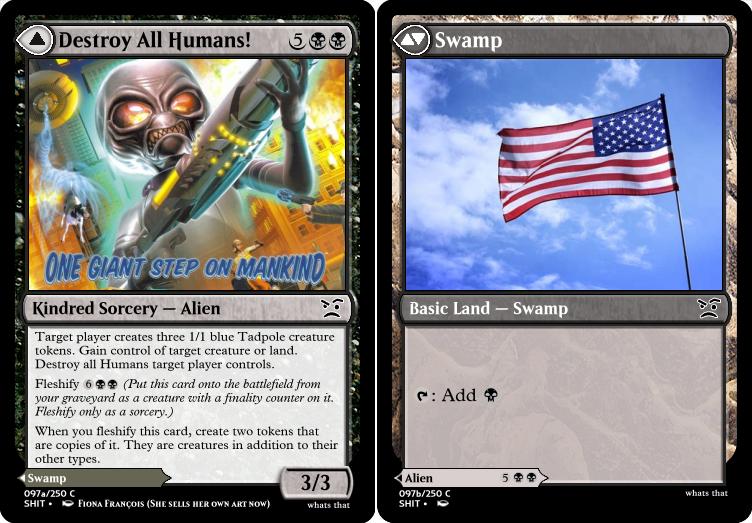 Destroy All Humans! 5
ONE GIANT STEP ON MANKIND
Kindred Sorcery — Alien
Target player creates three 1/1 blue Tadpole creature
tokens. Gain control of target creature or land.
Destroy all Humans target player controls.
Fleshify 6 (Put this card onto the battlefield from
your graveyard as a creature with a finality counter on it.
Fleshify only as a sorcery.)
When you fleshify this card, create two tokens that
are copies of it. They are creatures in addition to their
other types.
Swamp
3/3
097a/250 C
SHIT • Fiona François (She sells her own art now)
whats that
Swamp
Basic Land — Swamp
: Add
Alien 5
097b/250 C
SHIT •
whats that